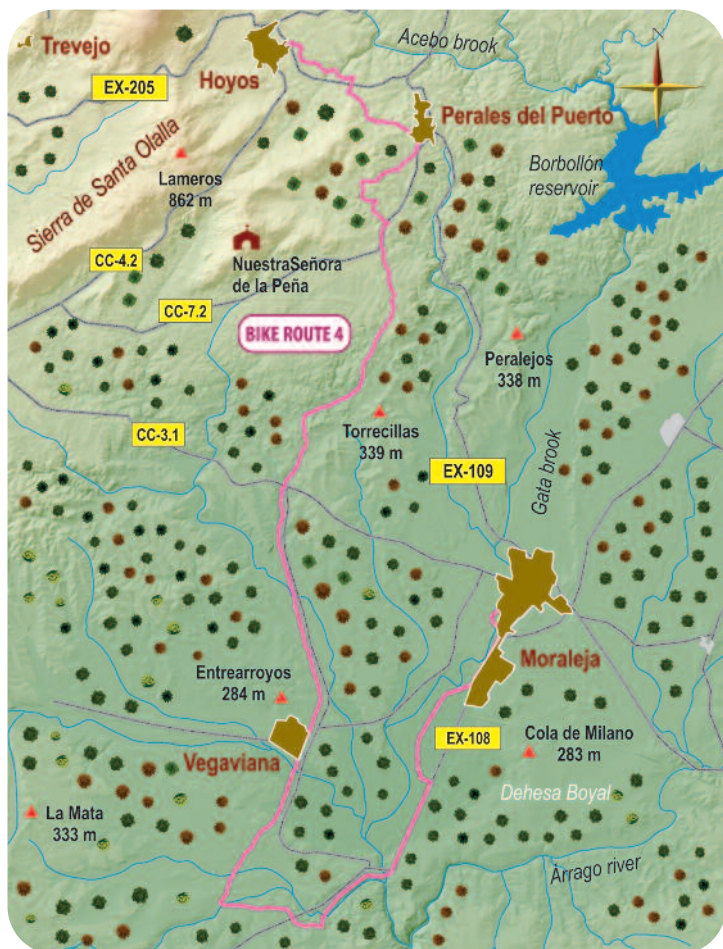 N
Trevejo
Acebo brook
Hoyos
EX-205
Perales del Puerto
Sierra de Santa Olalla
Lameros
862 m
Borbollón
reservoir
CC-4.2
NuestraSeñora
de la Peña
CC-7.2
BIKE ROUTE 4
Peralejos
338 m
Torrecillas
339 m
CC-3.1
EX-109
Gata brook
Moraleja
Entrearroyos
284 m
EX-108
Cola de Milano
283 m
Vegaviana
Dehesa Boyal
La Mata
333 m
Árrago river